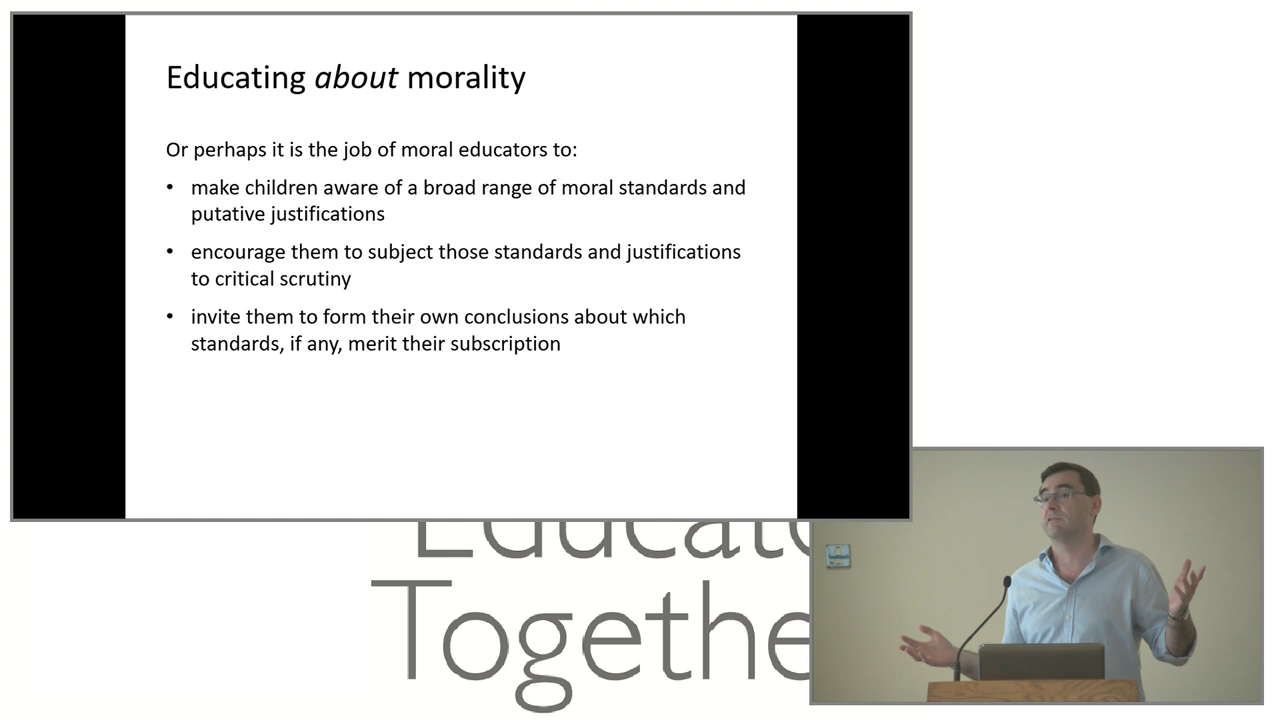 Educating about morality
Or perhaps it is the job of moral educators to:
• make children aware of a broad range of moral standards and
putative justifications
• encourage them to subject those standards and justifications
to critical scrutiny
• invite them to form their own conclusions about which
standards, if any, merit their subscription
Educat
Togethe